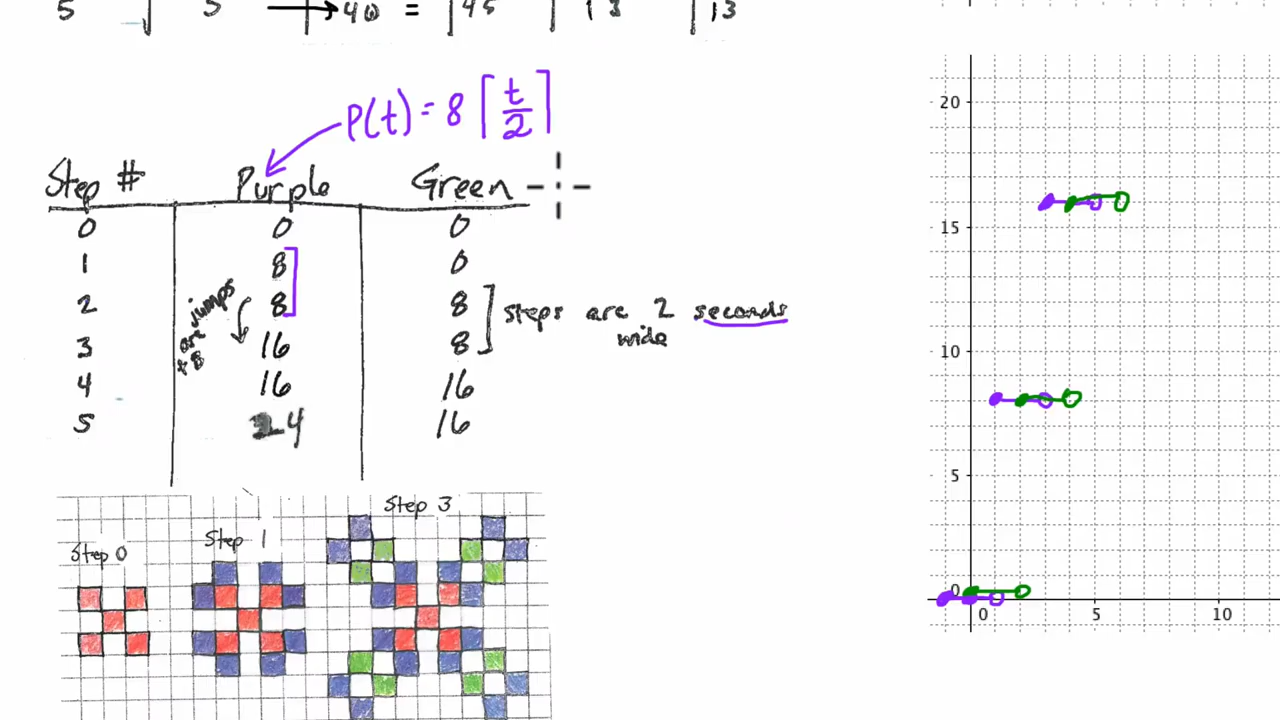 5 5 → 40 = 45 13 13
P(t) = 8 ⌈t/2⌉
Step # Purple Green
0 0 0
1 8 0
2 8 8
3 16 8
4 16 16
5 24 16
jumps are +8
steps are 2 seconds
wide
Step 0
Step 1
Step 3
20
15
10
5
0
0 5 10